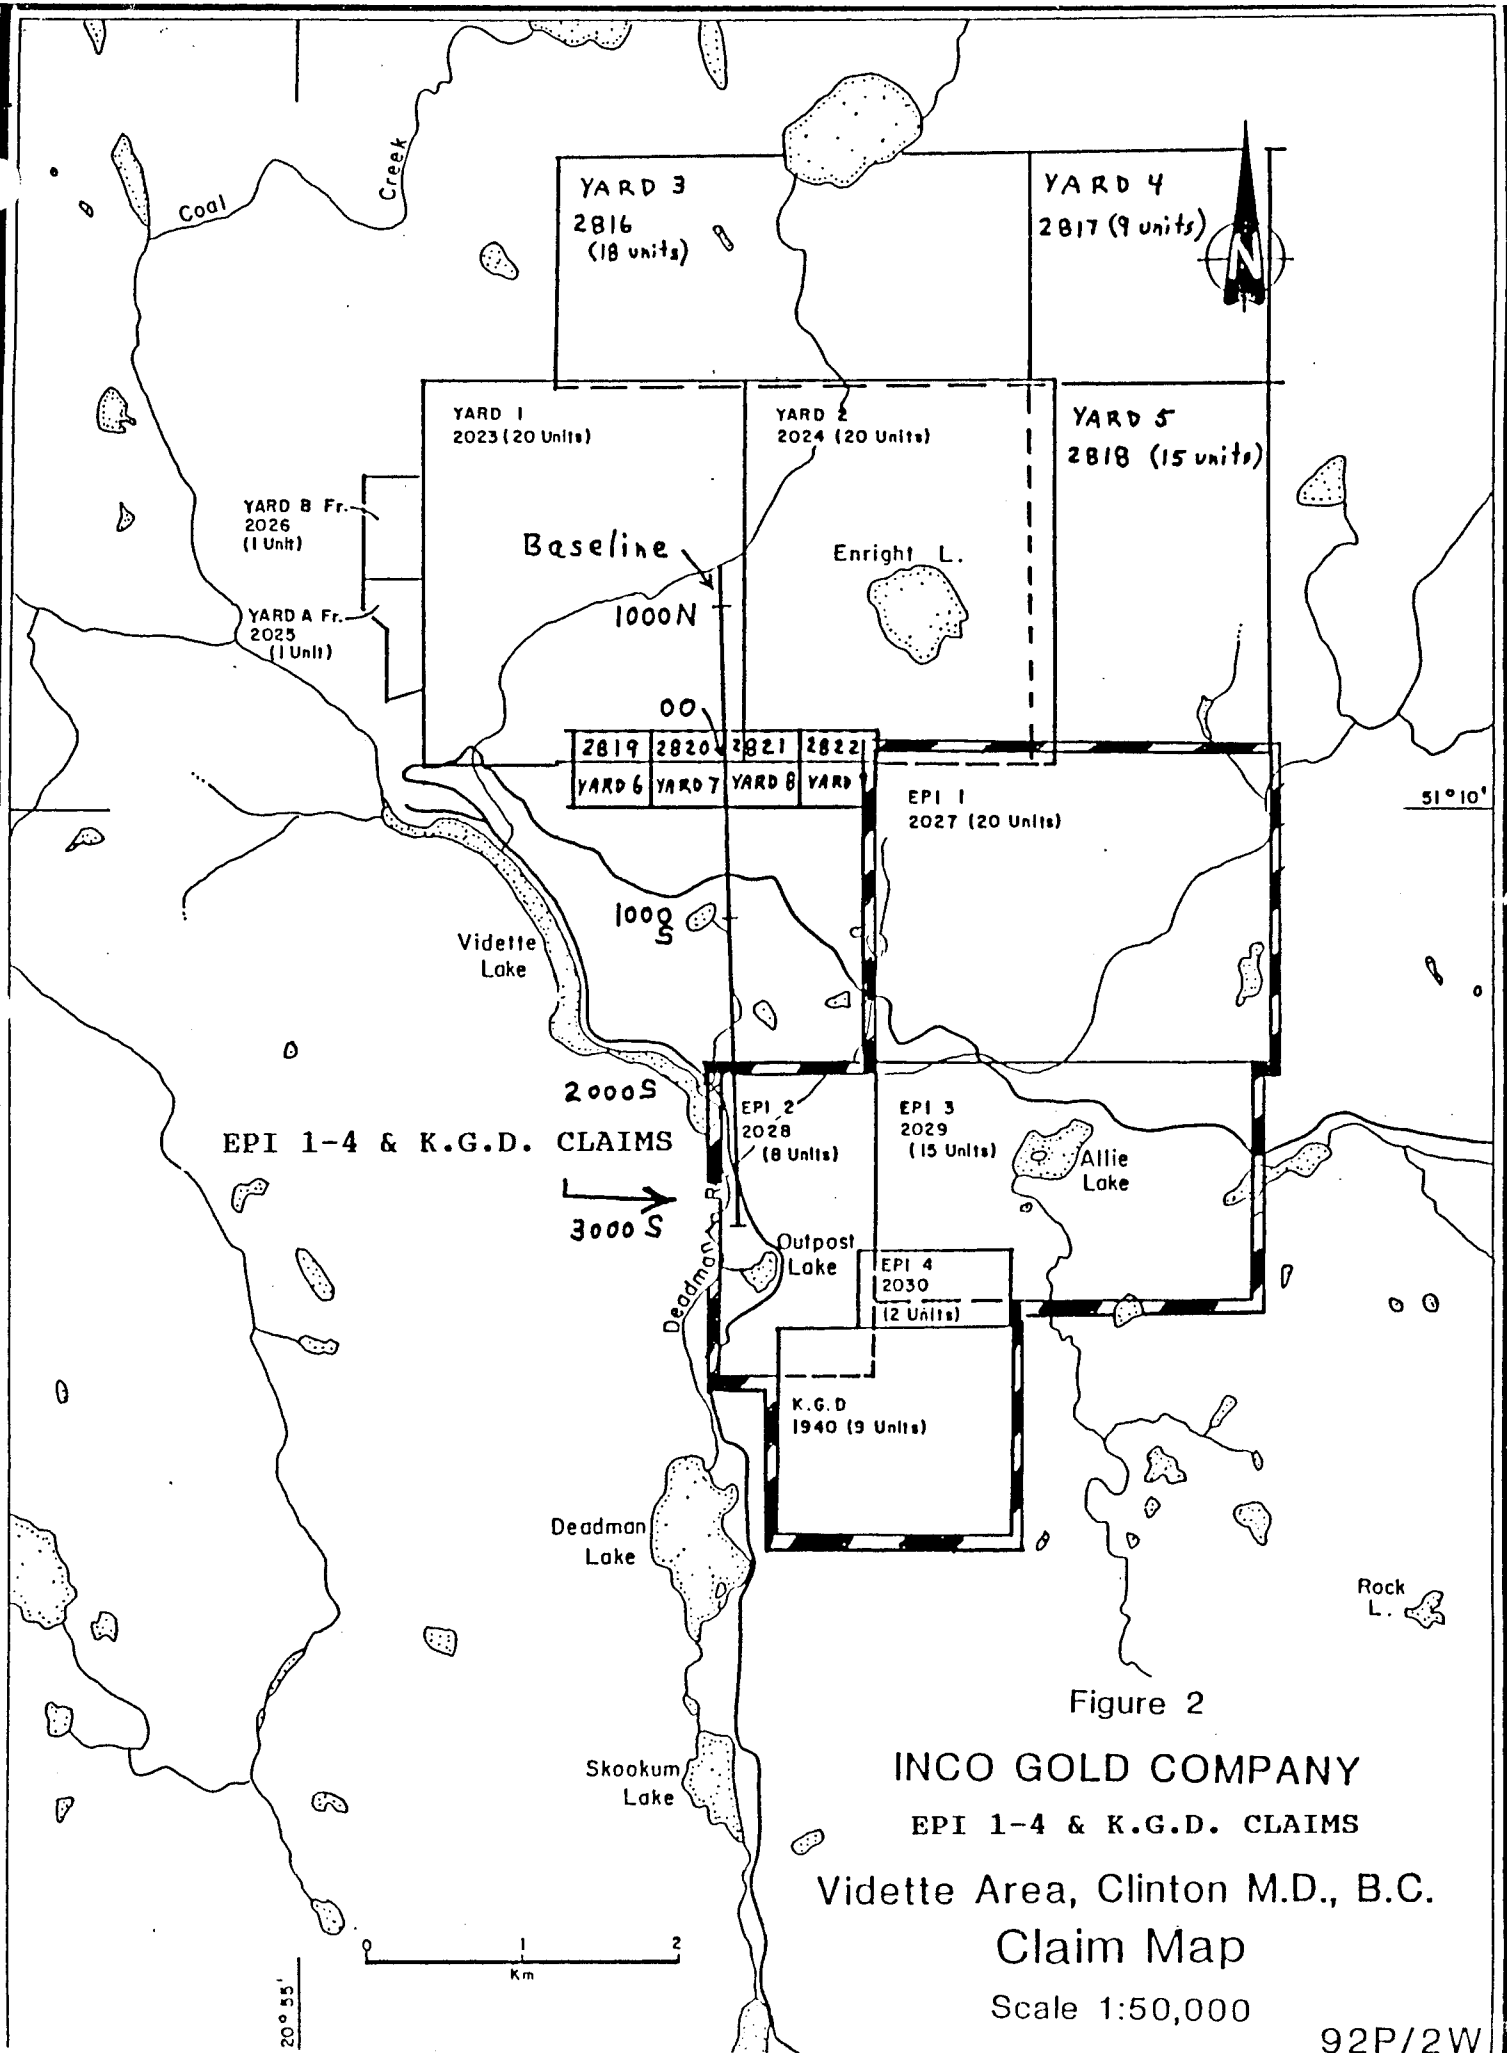 Coal
Creek
YARD 3
2816
(18 units)
YARD 4
2817 (9 units)
N
YARD 1
2023 (20 Units)
YARD 2
2024 (20 Units)
YARD 5
2818 (15 units)
YARD B Fr.
2026
(1 Unit)
Baseline
Enright L.
1000N
YARD A Fr.
2025
(1 Unit)
00
2819 2820 2821 2822
YARD 6 YARD 7 YARD 8 YARD
EPI 1
2027 (20 Units)
51°10'
1000
S
Vidette
Lake
2000S
EPI 2
2028
(8 Units)
EPI 3
2029
(15 Units)
EPI 1-4 & K.G.D. CLAIMS
Allie
Lake
3000 S
Deadman R.
Outpost
Lake
EPI 4
2030
(2 Units)
K.G.D
1940 (9 Units)
Deadman
Lake
Rock
L.
Skookum
Lake
Figure 2
INCO GOLD COMPANY
EPI 1-4 & K.G.D. CLAIMS
Vidette Area, Clinton M.D., B.C.
Claim Map
Scale 1:50,000
0 1 2
Km
20°55'
92P/2W